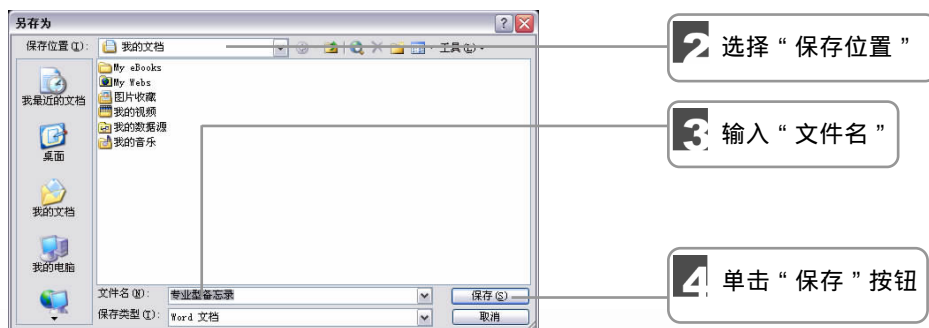 另存为
保存位置(I):
我的文档
工具(L)
My eBooks
My Webs
图片收藏
我的视频
我的数据源
我的音乐
我最近的文档
桌面
我的文档
我的电脑
文件名(N):
专业型备忘录
保存(S)
保存类型(T):
Word 文档
取消
2 选择“保存位置”
3 输入“文件名”
4 单击“保存”按钮